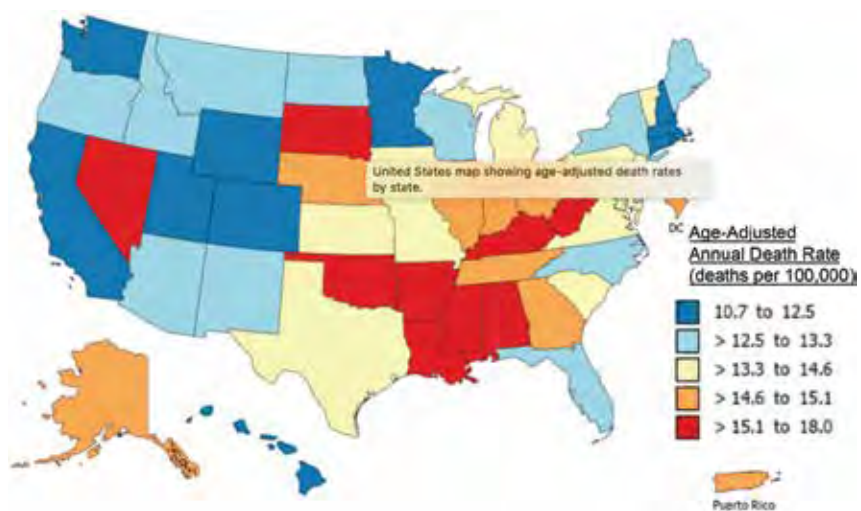 United States map showing age-adjusted death rates
by state.
DC
Age-Adjusted
Annual Death Rate
(deaths per 100,000)
10.7 to 12.5
> 12.5 to 13.3
> 13.3 to 14.6
> 14.6 to 15.1
> 15.1 to 18.0
Puerto Rico